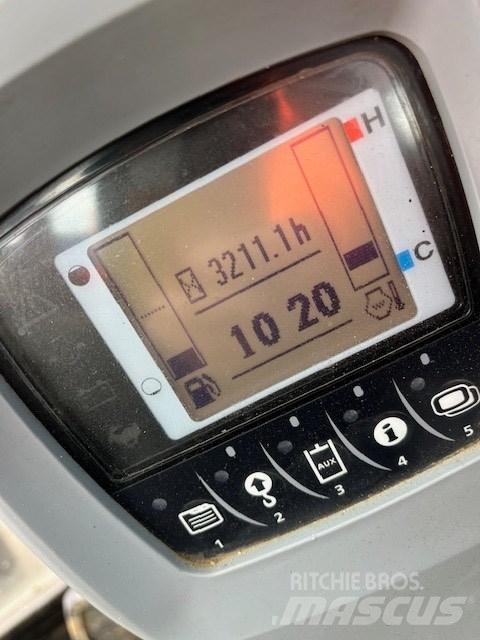 H
3211.1h
C
10 20
AUX
1
2
3
4
5
RITCHIE BROS.
MASCUS